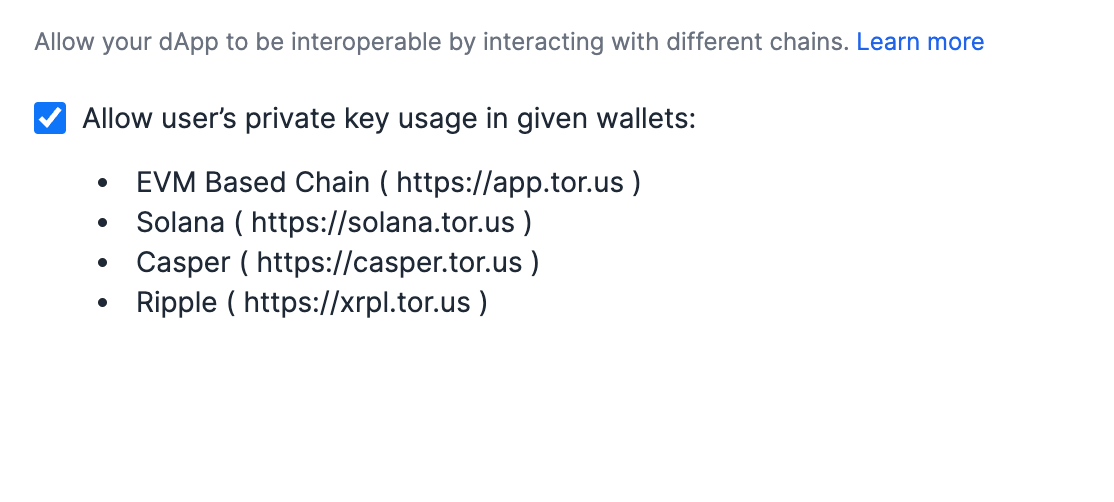 Allow your dApp to be interoperable by interacting with different chains. Learn more
Allow user’s private key usage in given wallets:
• EVM Based Chain ( https://app.tor.us )
• Solana ( https://solana.tor.us )
• Casper ( https://casper.tor.us )
• Ripple ( https://xrpl.tor.us )